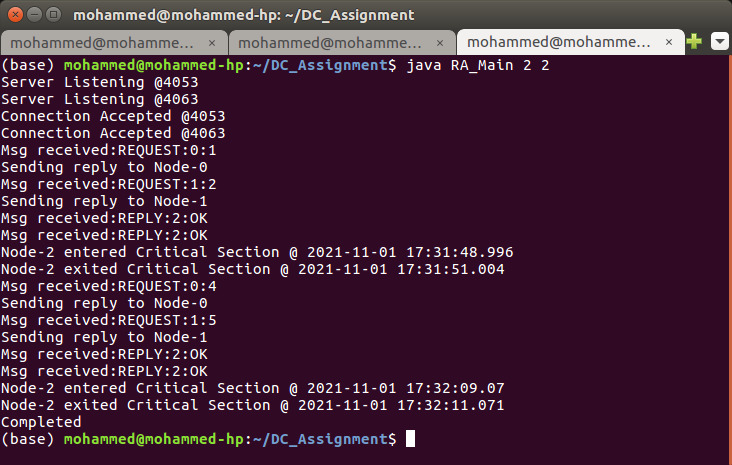 mohammed@mohammed-hp: ~/DC_Assignment
mohammed@mohamme... × mohammed@mohamme... × mohammed@mohamme... ×
(base) mohammed@mohammed-hp:~/DC_Assignment$ java RA_Main 2 2
Server Listening @4053
Server Listening @4063
Connection Accepted @4053
Connection Accepted @4063
Msg received:REQUEST:0:1
Sending reply to Node-0
Msg received:REQUEST:1:2
Sending reply to Node-1
Msg received:REPLY:2:OK
Msg received:REPLY:2:OK
Node-2 entered Critical Section @ 2021-11-01 17:31:48.996
Node-2 exited Critical Section @ 2021-11-01 17:31:51.004
Msg received:REQUEST:0:4
Sending reply to Node-0
Msg received:REQUEST:1:5
Sending reply to Node-1
Msg received:REPLY:2:OK
Msg received:REPLY:2:OK
Node-2 entered Critical Section @ 2021-11-01 17:32:09.07
Node-2 exited Critical Section @ 2021-11-01 17:32:11.071
Completed
(base) mohammed@mohammed-hp:~/DC_Assignment$